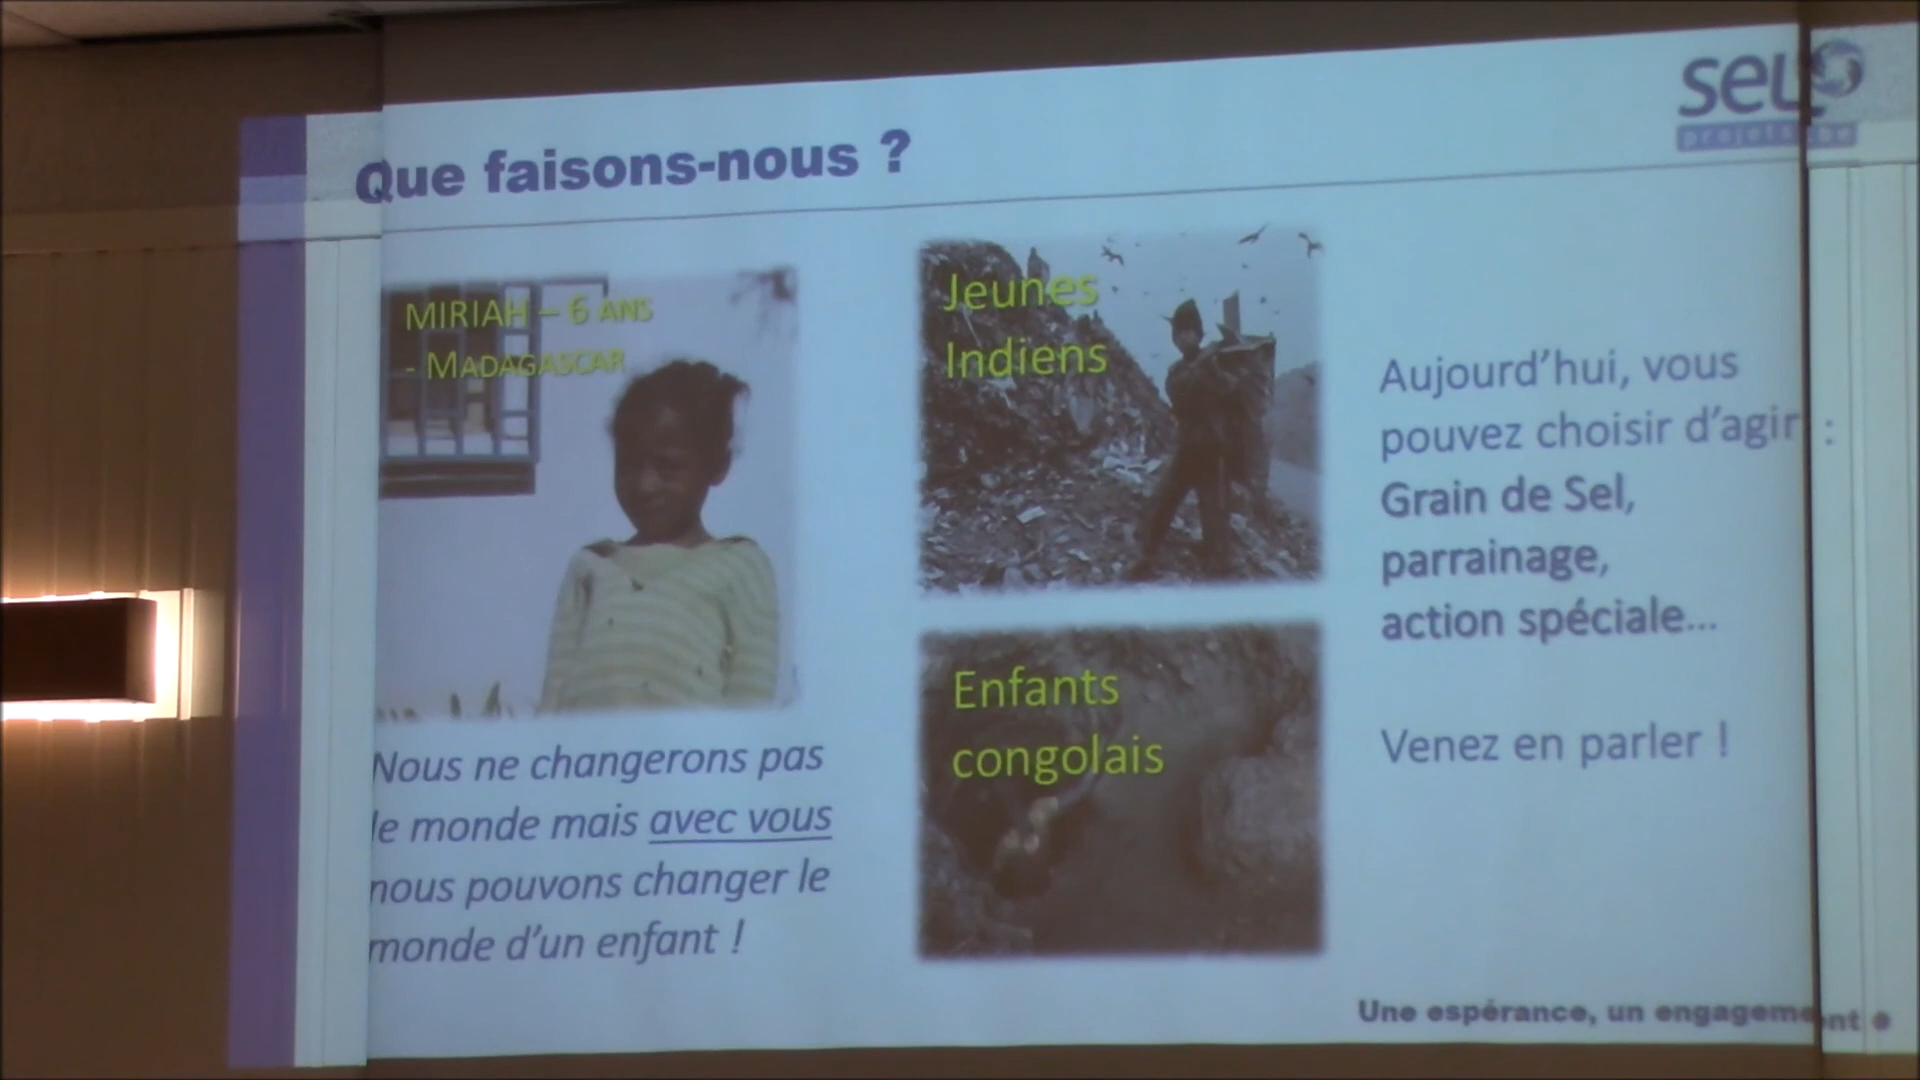 Que faisons-nous ?
SEL
projets.be
MIRIAH – 6 ANS
- MADAGASCAR
Nous ne changerons pas
le monde mais avec vous
nous pouvons changer le
monde d'un enfant !
Jeunes
Indiens
Enfants
congolais
Aujourd'hui, vous
pouvez choisir d'agir :
Grain de Sel,
parrainage,
action spéciale...
Venez en parler !
Une espérance, un engagement